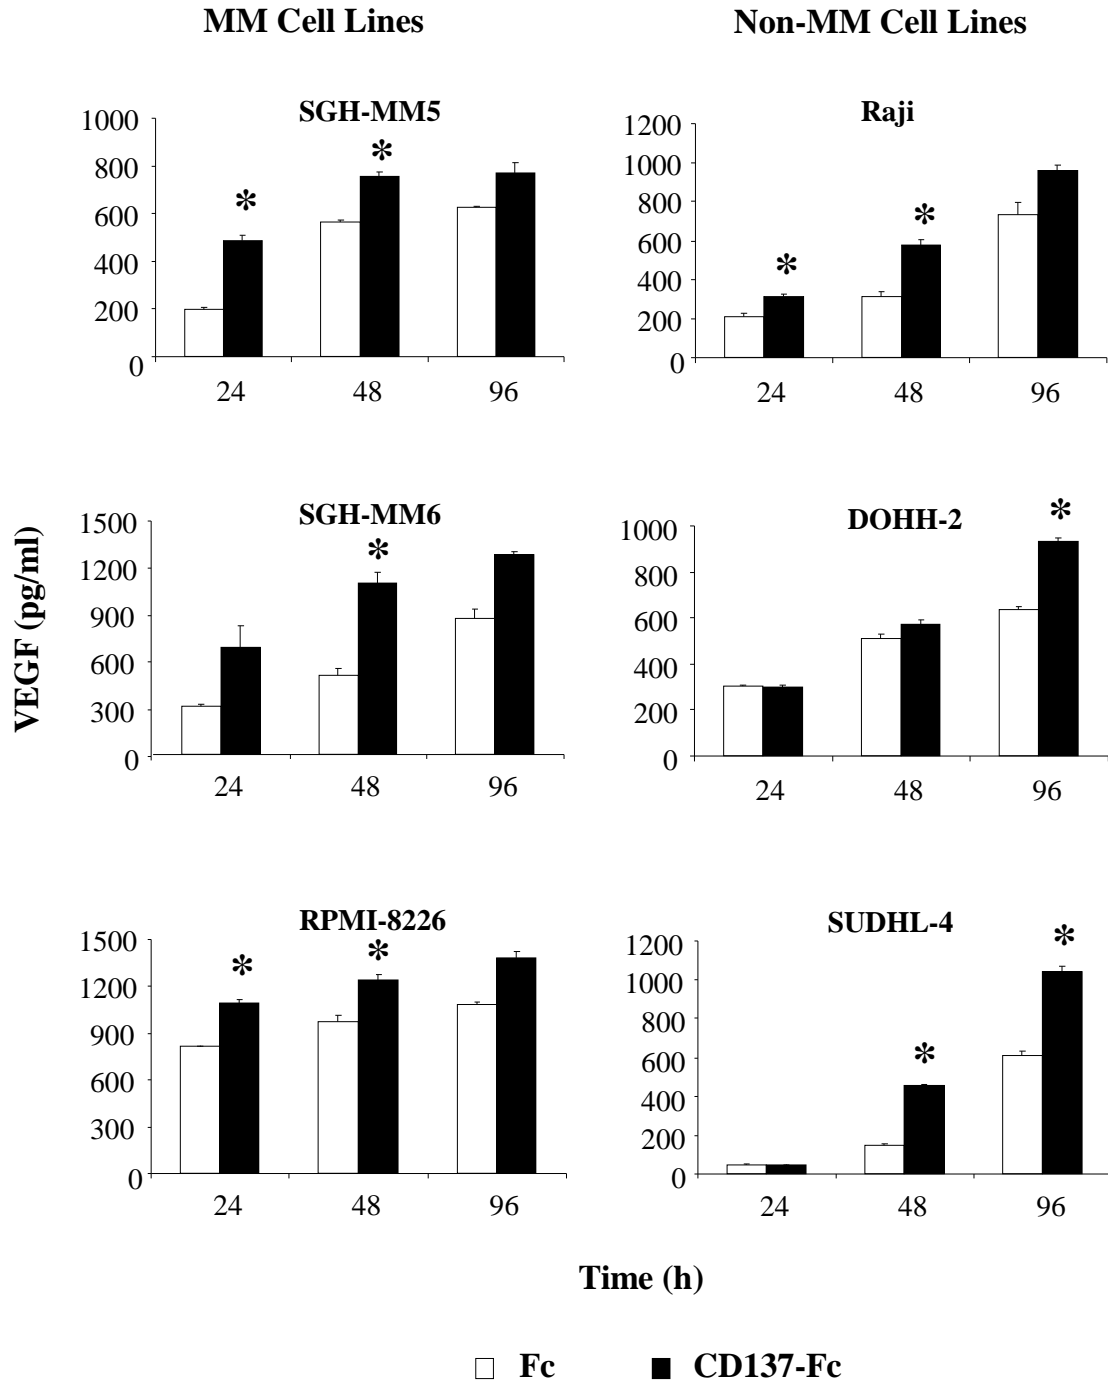 MM Cell Lines
Non-MM Cell Lines
SGH-MM5
1000
800
600
400
200
0
24 48 96
Raji
1200
1000
800
600
400
200
0
24 48 96
VEGF (pg/ml)
SGH-MM6
1500
1200
900
600
300
0
24 48 96
DOHH-2
1000
800
600
400
200
0
24 48 96
RPMI-8226
1500
1200
900
600
300
0
24 48 96
SUDHL-4
1200
1000
800
600
400
200
0
24 48 96
* * * * * * * * * *
Time (h)
Fc CD137-Fc